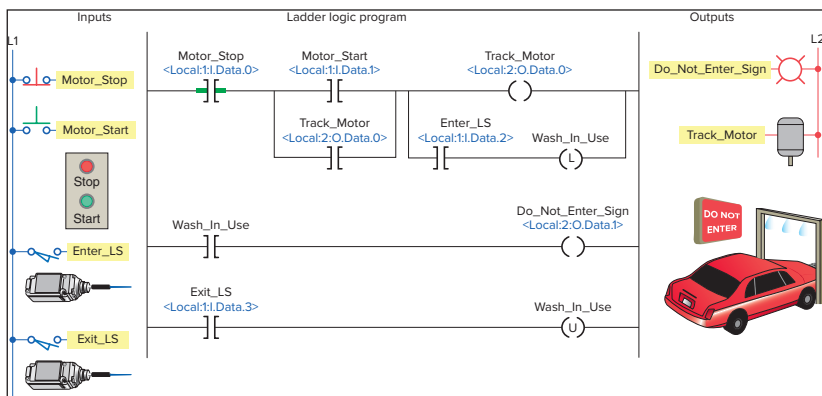 Inputs
Ladder logic program
Outputs
L1
L2
Motor_Stop
Motor_Start
Stop
Start
Enter_LS
Exit_LS
Motor_Stop
<Local:1:I.Data.0>
Motor_Start
<Local:1:I.Data.1>
Track_Motor
<Local:2:O.Data.0>
Track_Motor
<Local:2:O.Data.0>
Enter_LS
<Local:1:I.Data.2>
Wash_In_Use
L
Wash_In_Use
Do_Not_Enter_Sign
<Local:2:O.Data.1>
Exit_LS
<Local:1:I.Data.3>
Wash_In_Use
U
Do_Not_Enter_Sign
Track_Motor
DO NOT
ENTER